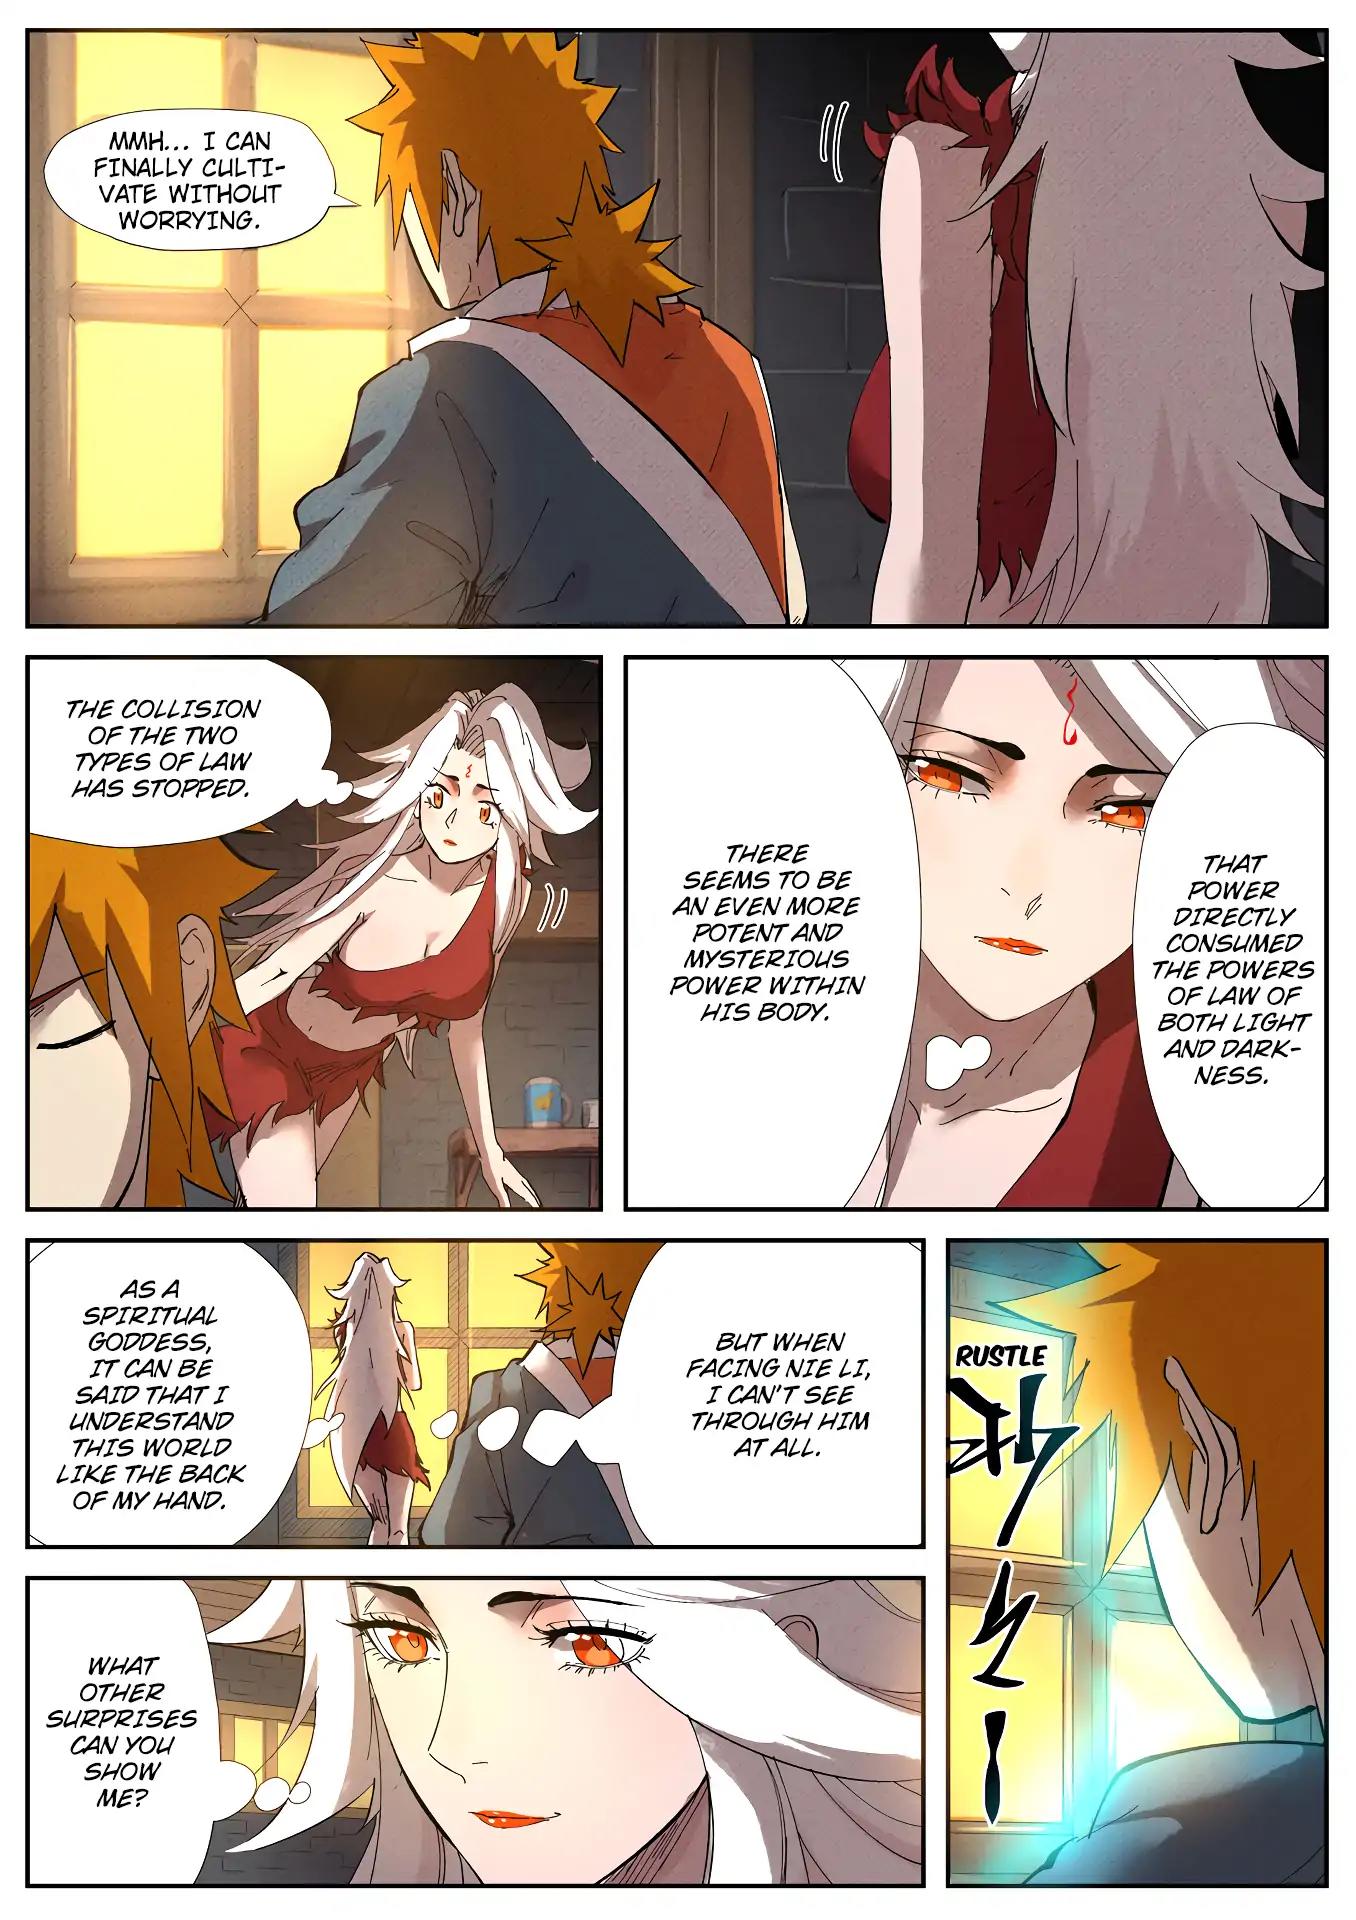 MMH... I CAN
FINALLY CULTI-
VATE WITHOUT
WORRYING.
THE COLLISION
OF THE TWO
TYPES OF LAW
HAS STOPPED.
THERE
SEEMS TO BE
AN EVEN MORE
POTENT AND
MYSTERIOUS
POWER WITHIN
HIS BODY.
THAT
POWER
DIRECTLY
CONSUMED
THE POWERS
OF LAW OF
BOTH LIGHT
AND DARK-
NESS.
AS A
SPIRITUAL
GODDESS,
IT CAN BE
SAID THAT I
UNDERSTAND
THIS WORLD
LIKE THE BACK
OF MY HAND.
BUT WHEN
FACING NIE LI,
I CAN'T SEE
THROUGH HIM
AT ALL.
RUSTLE
WHAT
OTHER
SURPRISES
CAN YOU
SHOW
ME?